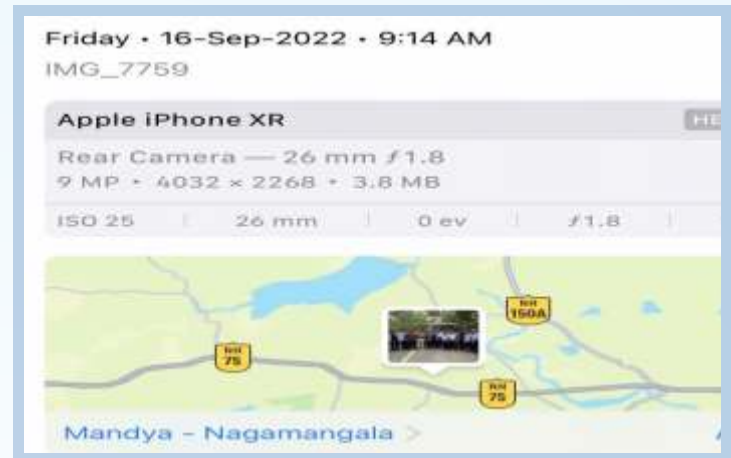 Friday • 16-Sep-2022 • 9:14 AM
IMG_7759
Apple iPhone XR
HE
Rear Camera — 26 mm ƒ1.8
9 MP • 4032 × 2268 • 3.8 MB
ISO 25 | 26 mm | 0 ev | ƒ1.8 |
NH 150A
NH 75
NH 75
Mandya – Nagamangala >